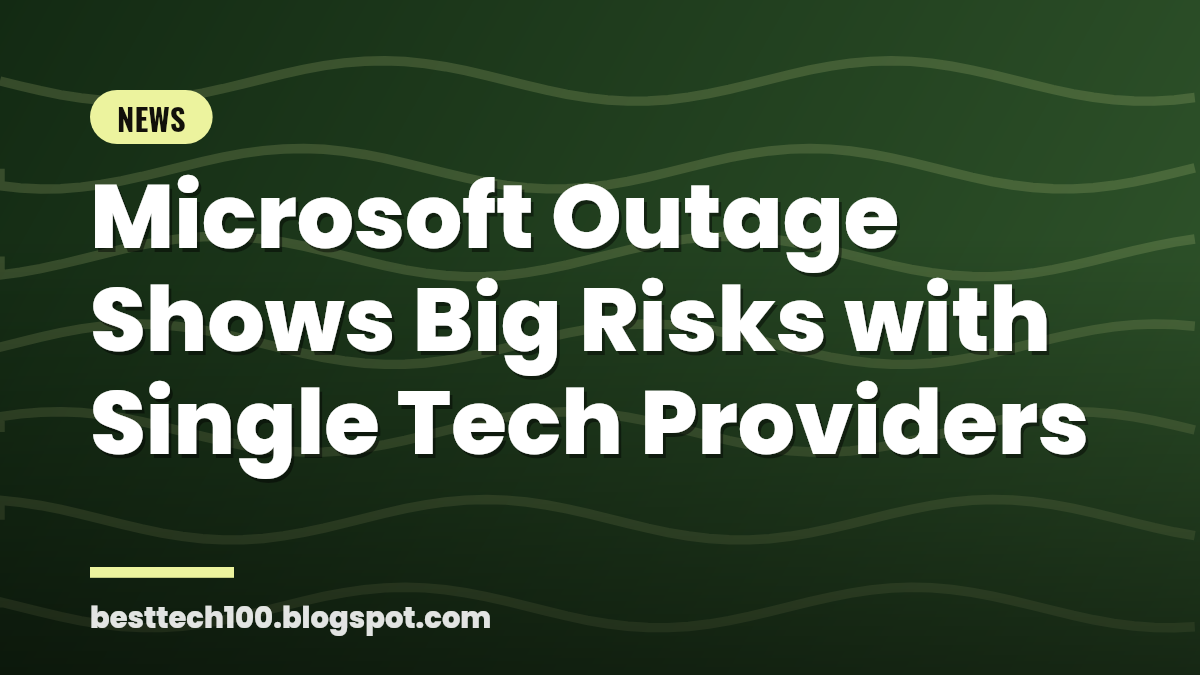 NEWS
Microsoft Outage
Shows Big Risks with
Single Tech Providers
besttech100.blogspot.com